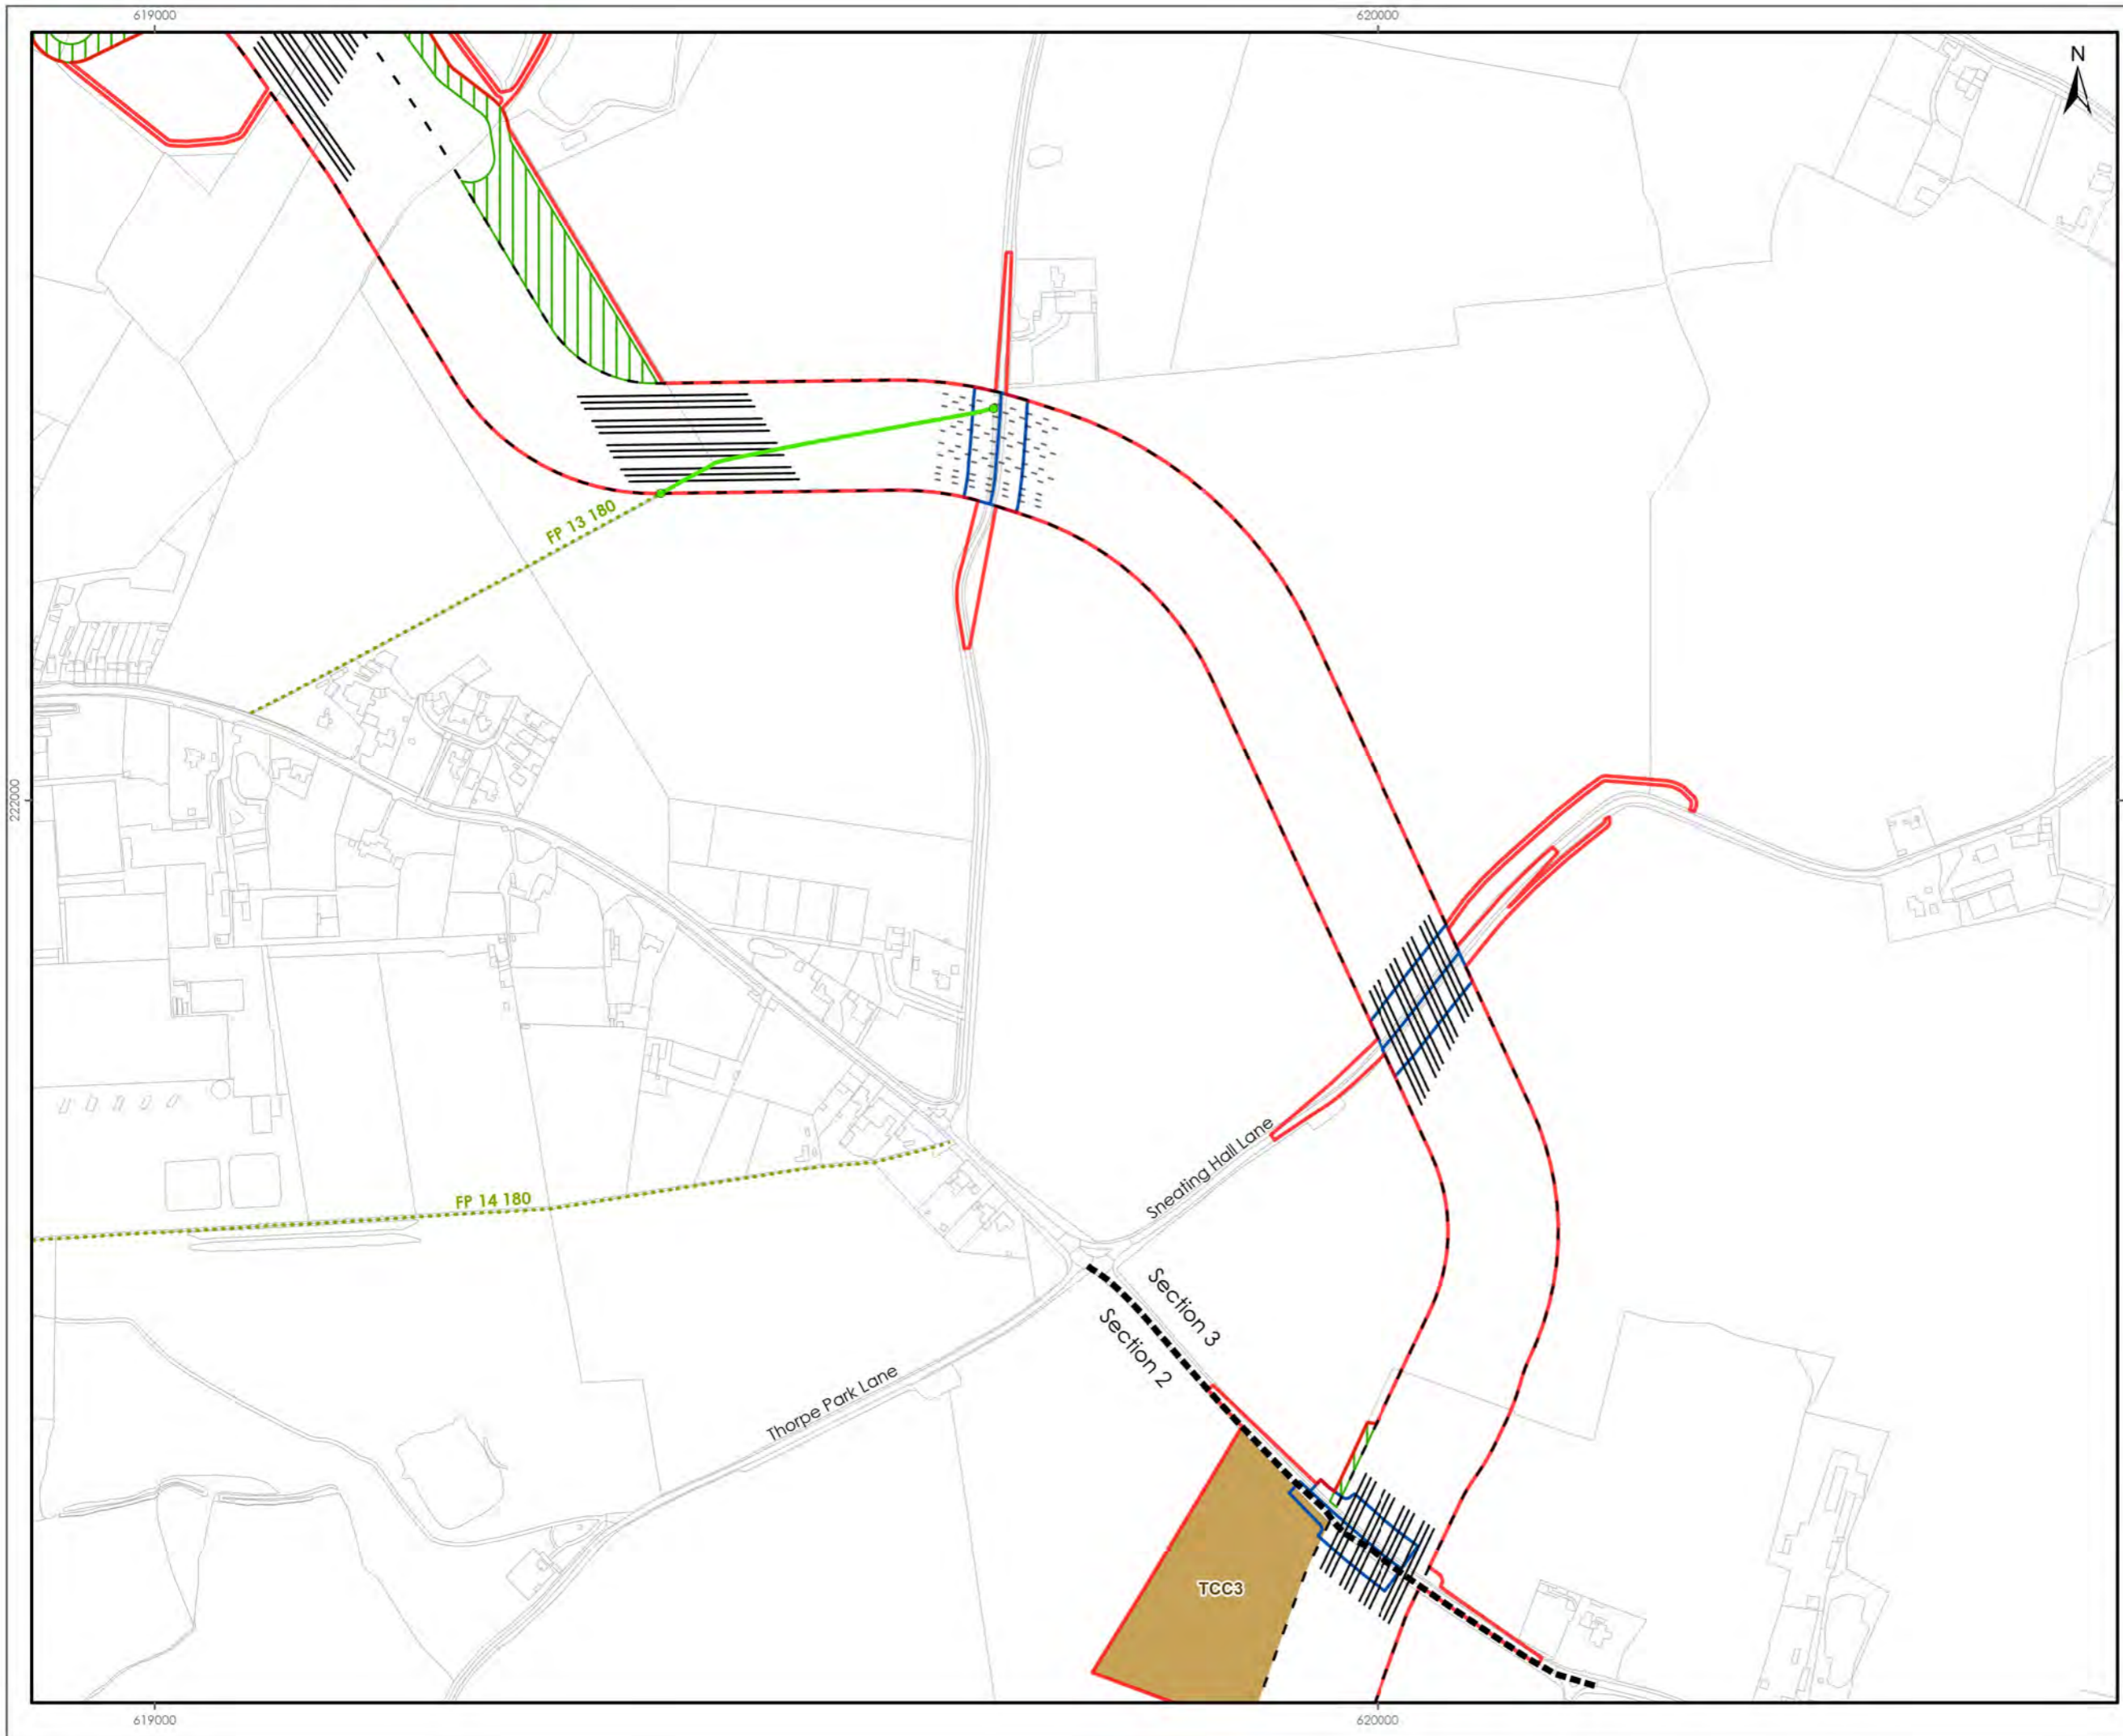 619000
620000
N
FP 13 180
222000
Sneating Hall Lane
FP 14 180
Section 3
Section 2
Thorpe Park Lane
TCC3
619000
620000